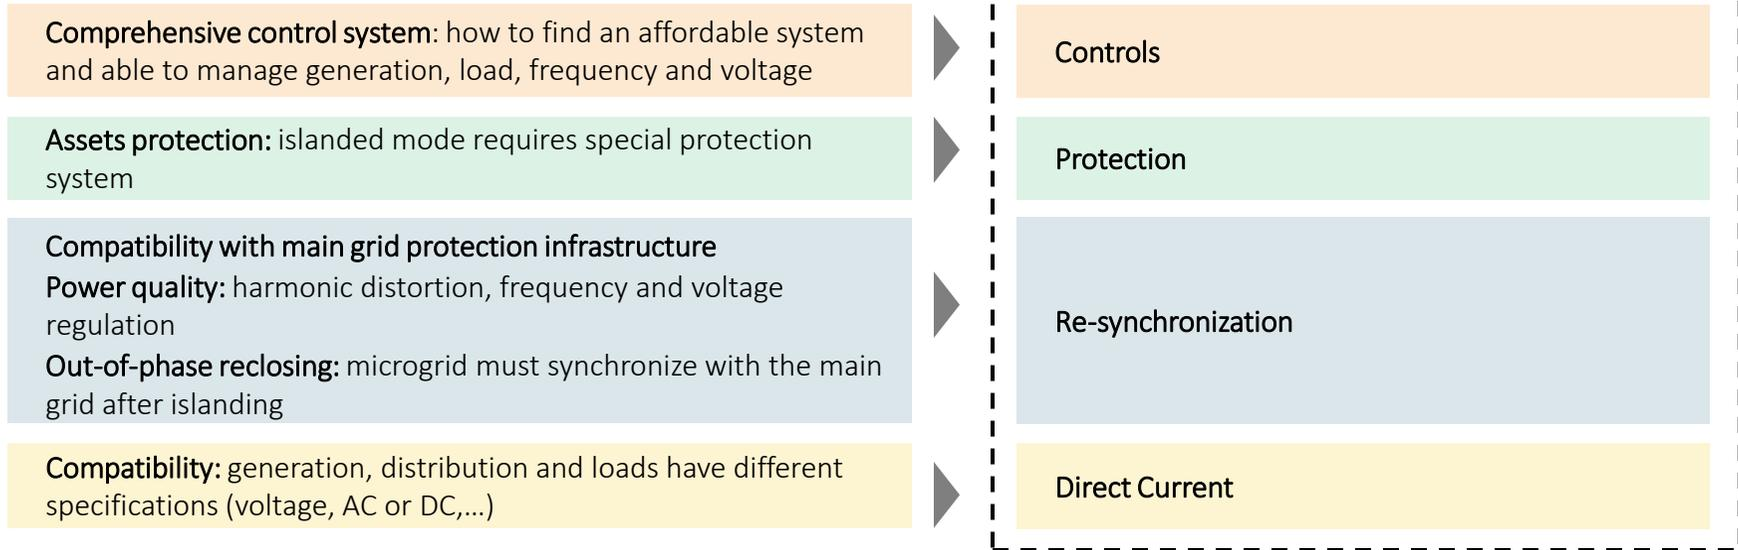 Comprehensive control system: how to find an affordable system
and able to manage generation, load, frequency and voltage
Controls
Assets protection: islanded mode requires special protection
system
Protection
Compatibility with main grid protection infrastructure
Power quality: harmonic distortion, frequency and voltage
regulation
Out-of-phase reclosing: microgrid must synchronize with the main
grid after islanding
Re-synchronization
Compatibility: generation, distribution and loads have different
specifications (voltage, AC or DC,...)
Direct Current